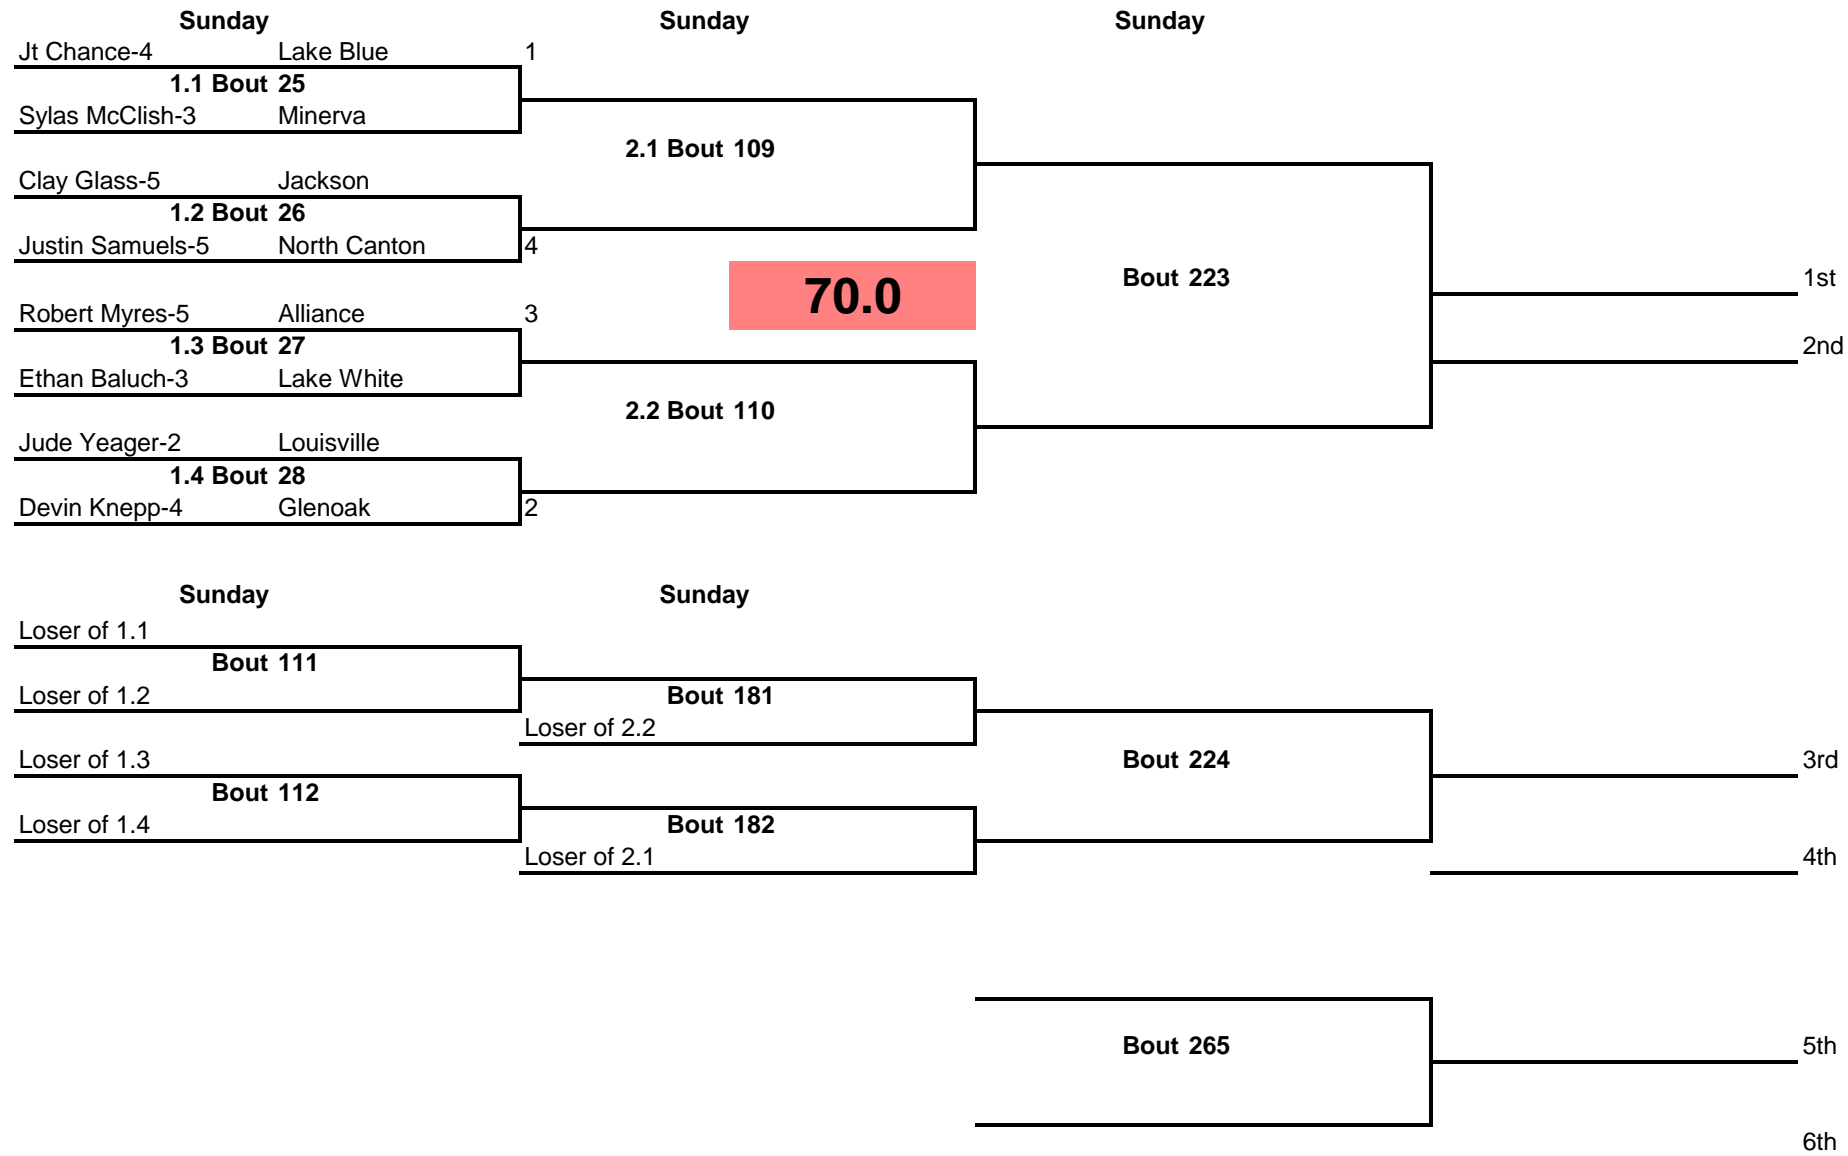 Sunday Sunday Sunday
Jt Chance-4 Lake Blue 1
1.1 Bout 25
Sylas McClish-3 Minerva
2.1 Bout 109
Clay Glass-5 Jackson
1.2 Bout 26
Justin Samuels-5 North Canton 4
70.0
Bout 223
1st
Robert Myres-5 Alliance 3
1.3 Bout 27
2nd
Ethan Baluch-3 Lake White
2.2 Bout 110
Jude Yeager-2 Louisville
1.4 Bout 28
Devin Knepp-4 Glenoak 2
Sunday Sunday
Loser of 1.1
Bout 111
Loser of 1.2
Bout 181
Loser of 2.2
Loser of 1.3
Bout 224
3rd
Bout 112
Loser of 1.4
Bout 182
Loser of 2.1
4th
Bout 265
5th
6th